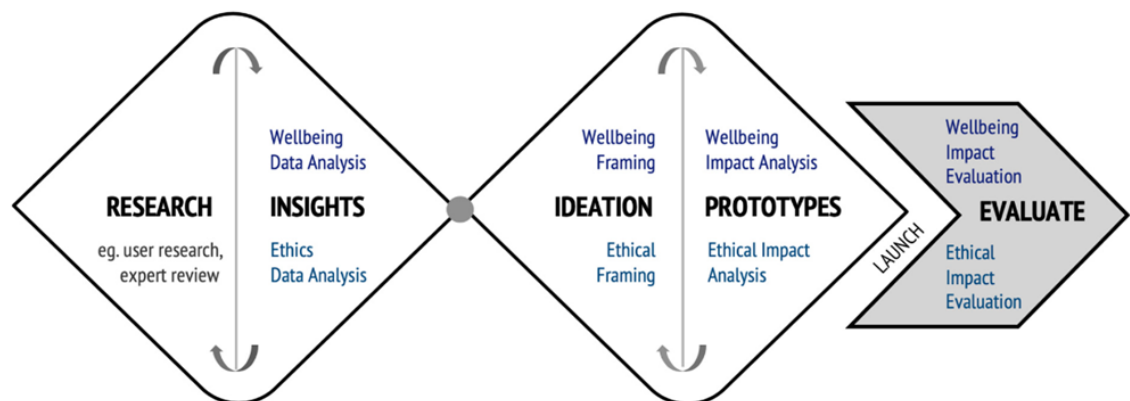 RESEARCH
eg. user research,
expert review
Wellbeing
Data Analysis
INSIGHTS
Ethics
Data Analysis
Wellbeing
Framing
IDEATION
Ethical
Framing
Wellbeing
Impact Analysis
PROTOTYPES
Ethical Impact
Analysis
LAUNCH
Wellbeing
Impact
Evaluation
EVALUATE
Ethical
Impact
Evaluation